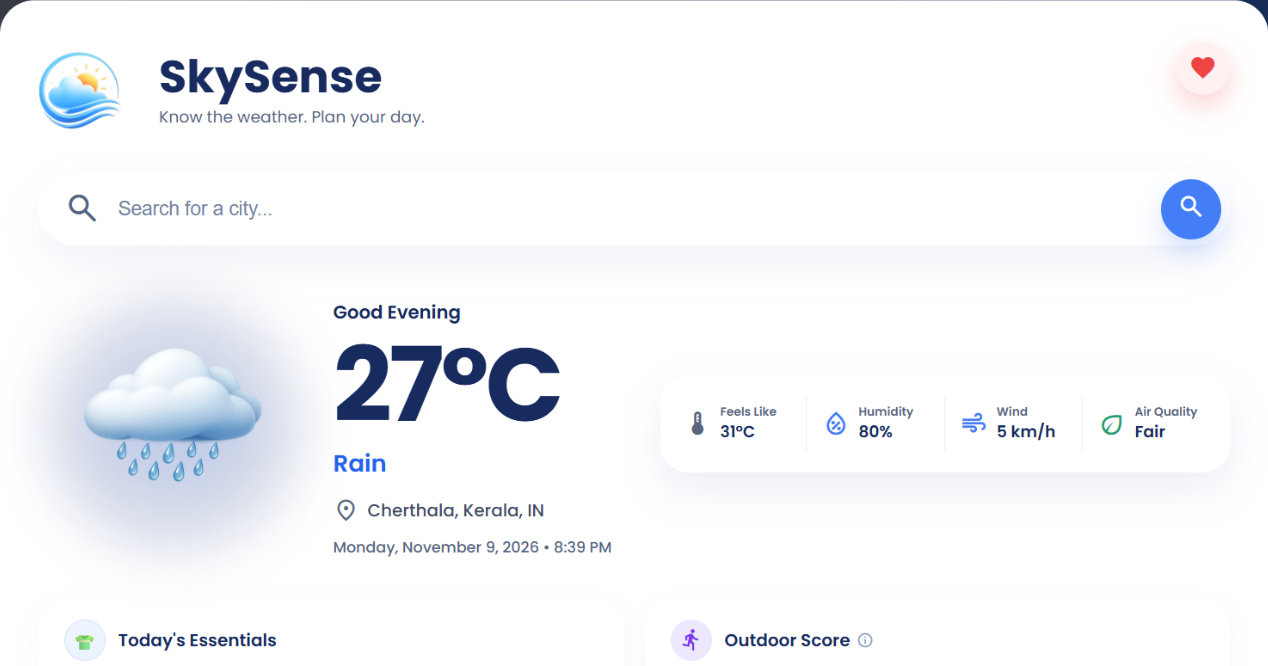 SkySense
Know the weather. Plan your day.
Search for a city...
Good Evening
27°C
Rain
Cherthala, Kerala, IN
Monday, November 9, 2026 • 8:39 PM
Feels Like
31°C
Humidity
80%
Wind
5 km/h
Air Quality
Fair
Today's Essentials
Outdoor Score